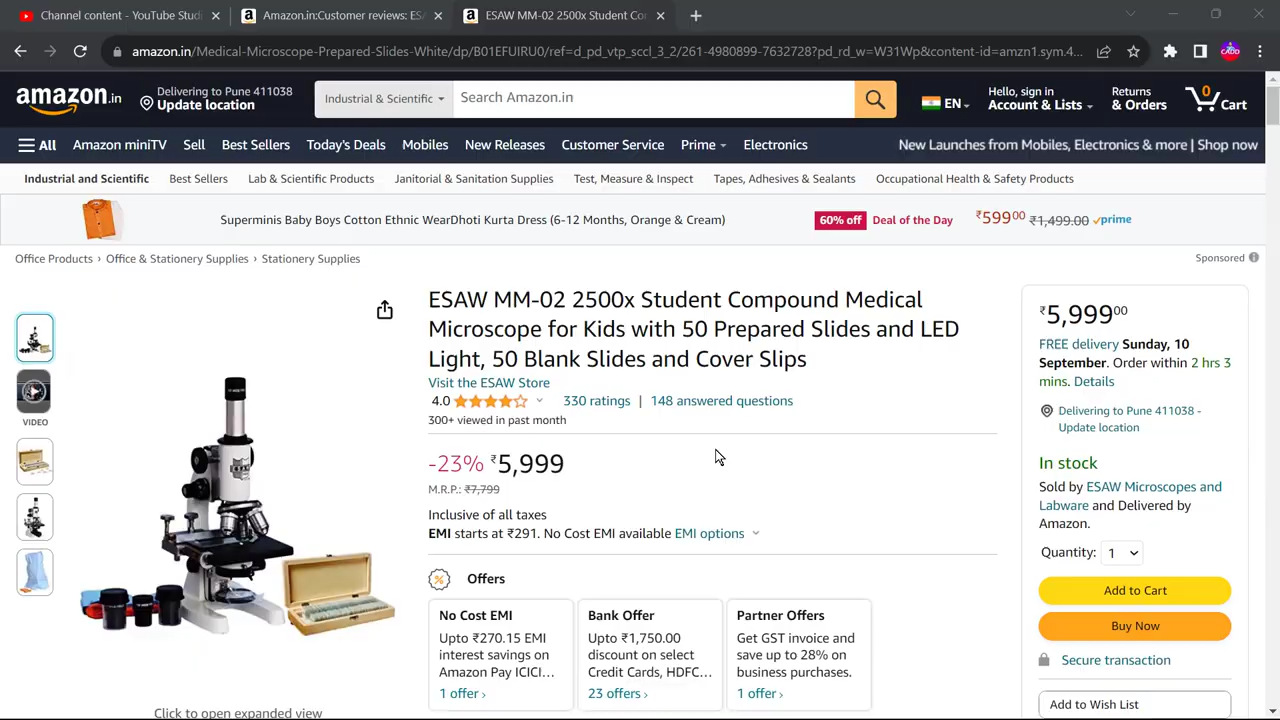 Channel content - YouTube Studi
Amazon.in:Customer reviews: ESA
ESAW MM-02 2500x Student Cor
amazon.in/Medical-Microscope-Prepared-Slides-White/dp/B01EFUIRU0/ref=d_pd_vtp_sccl_3_2/261-4980899-7632728?pd_rd_w=W31Wp&content-id=amzn1.sym.4...
CADD
amazon.in
Delivering to Pune 411038
Update location
Industrial & Scientific
Search Amazon.in
EN
Hello, sign in
Account & Lists
Returns
& Orders
0
Cart
All
Amazon miniTV
Sell
Best Sellers
Today's Deals
Mobiles
New Releases
Customer Service
Prime
Electronics
New Launches from Mobiles, Electronics & more | Shop now
Industrial and Scientific
Best Sellers
Lab & Scientific Products
Janitorial & Sanitation Supplies
Test, Measure & Inspect
Tapes, Adhesives & Sealants
Occupational Health & Safety Products
Superminis Baby Boys Cotton Ethnic WearDhoti Kurta Dress (6-12 Months, Orange & Cream)
60% off
Deal of the Day
₹59900
₹1,499.00
prime
Office Products › Office & Stationery Supplies › Stationery Supplies
Sponsored
VIDEO
Click to open expanded view
ESAW MM-02 2500x Student Compound Medical
Microscope for Kids with 50 Prepared Slides and LED
Light, 50 Blank Slides and Cover Slips
Visit the ESAW Store
4.0
330 ratings | 148 answered questions
300+ viewed in past month
-23% ₹5,999
M.R.P.: ₹7,799
Inclusive of all taxes
EMI starts at ₹291. No Cost EMI available EMI options
Offers
No Cost EMI
Upto ₹270.15 EMI
interest savings on
Amazon Pay ICICI...
1 offer ›
Bank Offer
Upto ₹1,750.00
discount on select
Credit Cards, HDFC...
23 offers ›
Partner Offers
Get GST invoice and
save up to 28% on
business purchases.
1 offer ›
₹5,99900
FREE delivery Sunday, 10
September. Order within 2 hrs 3
mins. Details
Delivering to Pune 411038 -
Update location
In stock
Sold by ESAW Microscopes and
Labware and Delivered by
Amazon.
Quantity: 1
Add to Cart
Buy Now
Secure transaction
Add to Wish List